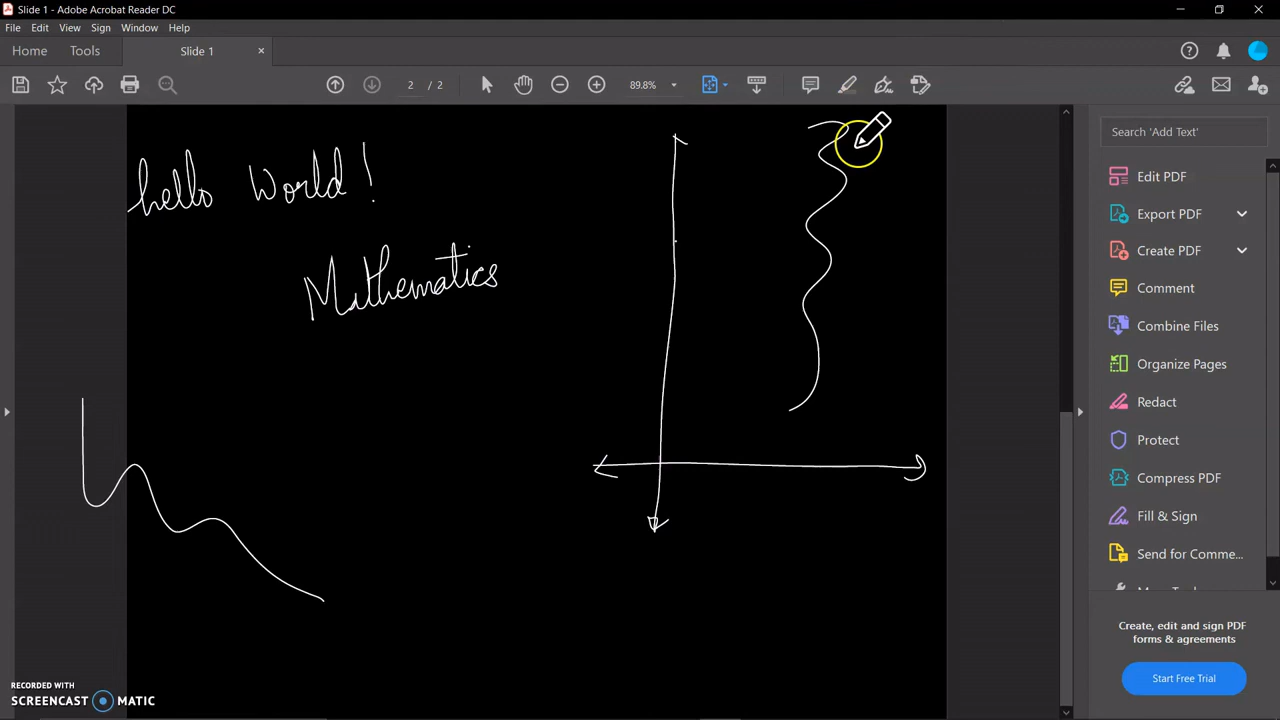 Slide 1 - Adobe Acrobat Reader DC
File Edit View Sign Window Help
Home Tools Slide 1
2 / 2 89.8%
hello World!
Mathematics
Search 'Add Text'
Edit PDF
Export PDF
Create PDF
Comment
Combine Files
Organize Pages
Redact
Protect
Compress PDF
Fill & Sign
Send for Comme...
Create, edit and sign PDF
forms & agreements
Start Free Trial
RECORDED WITH
SCREENCAST MATIC